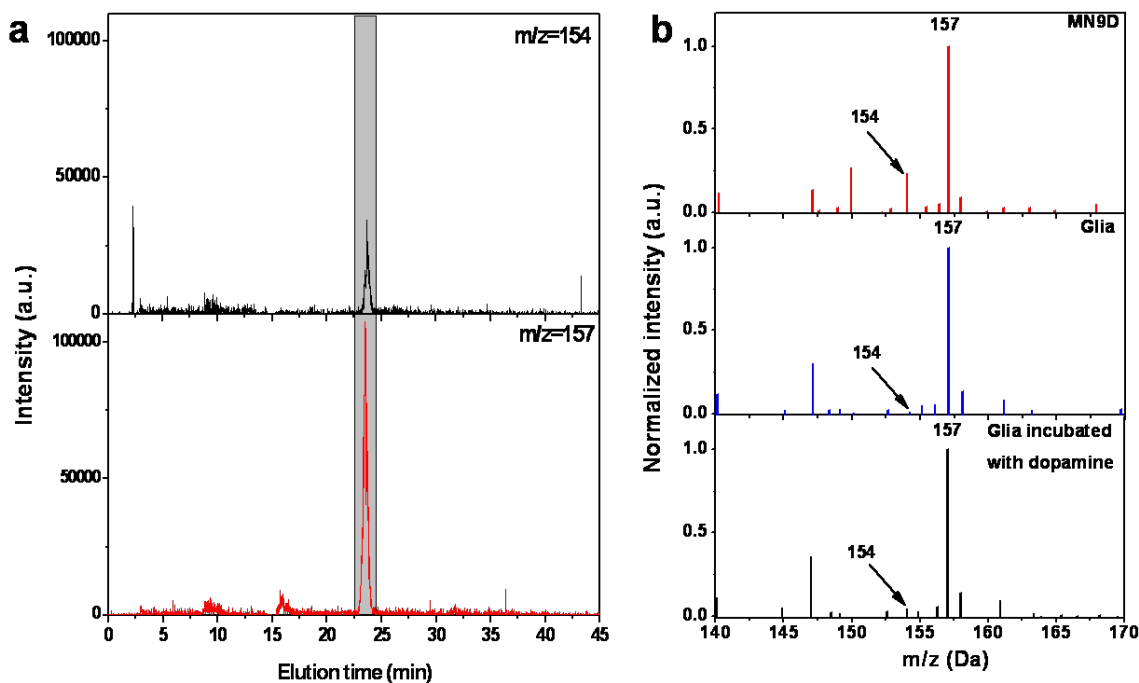 a
m/z=154
100000
50000
0
m/z=157
100000
50000
0
Intensity (a.u.)
0 5 10 15 20 25 30 35 40 45
Elution time (min)
b
157
MN9D
1.0
154
0.5
0.0
157
Glia
1.0
0.5
154
0.0
157
Glia incubated
with dopamine
1.0
0.5
154
0.0
Normalized intensity (a.u.)
140 145 150 155 160 165 170
m/z (Da)